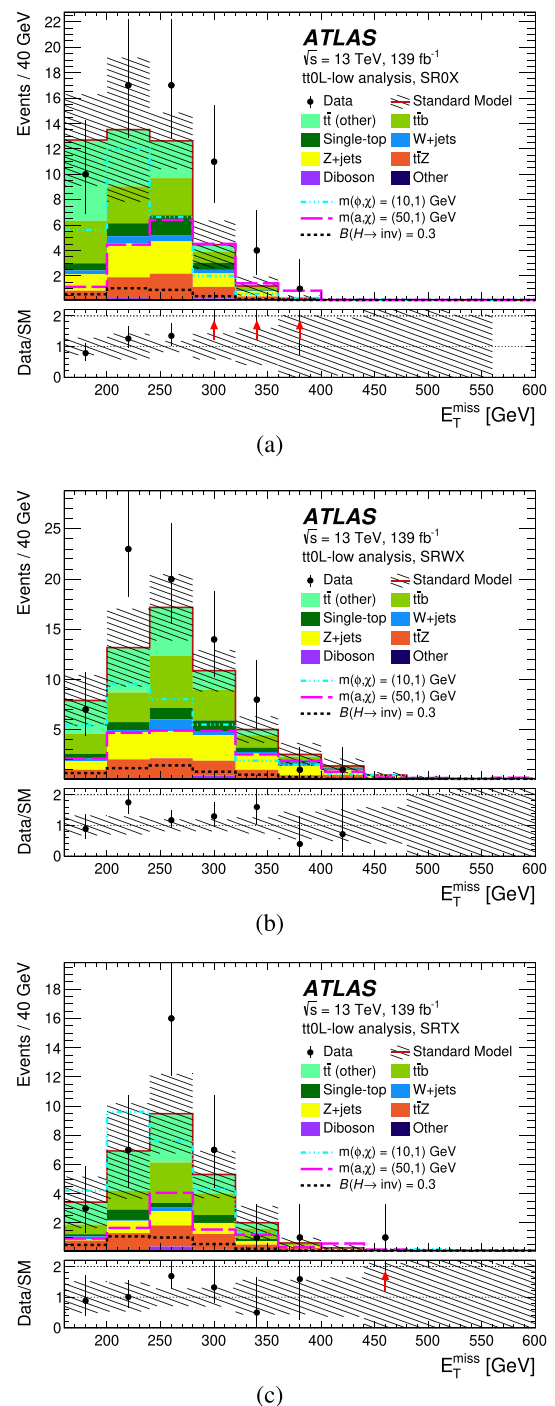 Events / 40 GeV
22
20
18
16
14
12
10
8
6
4
2
ATLAS
√s = 13 TeV, 139 fb⁻¹
tt0L-low analysis, SR0X
Data Standard Model
tt̄ (other) tt̄b
Single-top W+jets
Z+jets tt̄Z
Diboson Other
m(ϕ,χ) = (10,1) GeV
m(a,χ) = (50,1) GeV
B(H→ inv) = 0.3
Data/SM
2
1
0
200 250 300 350 400 450 500 550 600
E_T^miss [GeV]
(a)
Events / 40 GeV
25
20
15
10
5
ATLAS
√s = 13 TeV, 139 fb⁻¹
tt0L-low analysis, SRWX
Data Standard Model
tt̄ (other) tt̄b
Single-top W+jets
Z+jets tt̄Z
Diboson Other
m(ϕ,χ) = (10,1) GeV
m(a,χ) = (50,1) GeV
B(H→ inv) = 0.3
Data/SM
2
1
0
200 250 300 350 400 450 500 550 600
E_T^miss [GeV]
(b)
Events / 40 GeV
18
16
14
12
10
8
6
4
2
ATLAS
√s = 13 TeV, 139 fb⁻¹
tt0L-low analysis, SRTX
Data Standard Model
tt̄ (other) tt̄b
Single-top W+jets
Z+jets tt̄Z
Diboson Other
m(ϕ,χ) = (10,1) GeV
m(a,χ) = (50,1) GeV
B(H→ inv) = 0.3
Data/SM
2
1
0
200 250 300 350 400 450 500 550 600
E_T^miss [GeV]
(c)